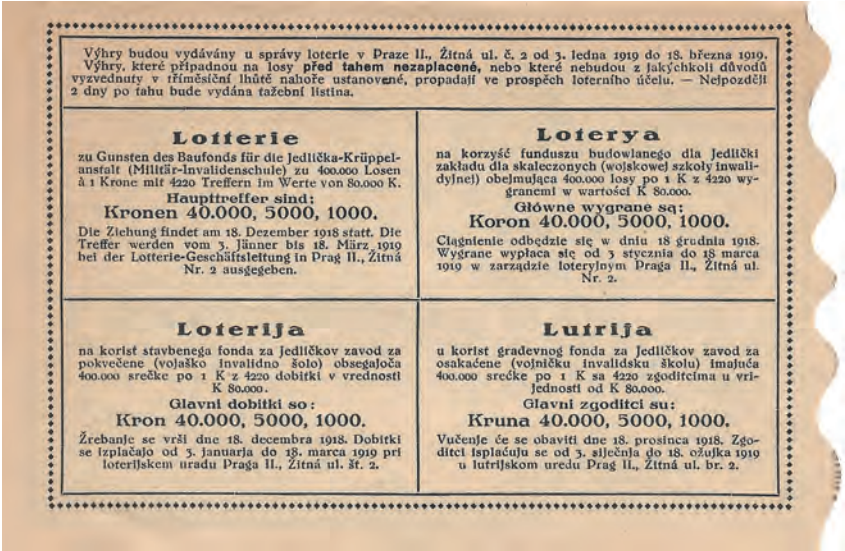 Výhry budou vydávány u správy loterie v Praze II., Žitná ul. č. 2 od 3. ledna 1919 do 18. března 1919.
Výhry, které připadnou na losy před tahem nezaplacené, nebo které nebudou z jakýchkoli důvodů
vyzvednuty v tříměsíční lhůtě nahoře ustanovené, propadají ve prospěch loterního účelu. — Nejpozději
2 dny po tahu bude vydána tažební listina.
Lotterie
zu Gunsten des Baufonds für die Jedlička-Krüppel-
anstalt (Militär-Invalidenschule) zu 400.000 Losen
à 1 Krone mit 4220 Treffern im Werte von 80.000 K.
Haupttreffer sind:
Kronen 40.000, 5000, 1000.
Die Ziehung findet am 18. Dezember 1918 statt. Die
Treffer werden vom 3. Jänner bis 18. März 1919
bei der Lotterie-Geschäftsleitung in Prag II., Žitná
Nr. 2 ausgegeben.
Loterya
na korzyść funduszu budowlanego dla Jedlički
zakładu dla skaleczonych (wojskowej szkoły inwali-
dyjnej) obejmująca 400.000 losy po 1 K z 4220 wy-
granemi w wartości K 80.000.
Główne wygrane są:
Koron 40.000, 5000, 1000.
Ciągnienie odbędzie się w dniu 18 grudnia 1918.
Wygrane wypłaca się od 3 stycznia do 18 marca
1919 w zarządzie loteryjnym Praga II., Žitná ul.
Nr. 2.
Loterija
na korist stavbenega fonda za Jedličkov zavod za
pokvečene (vojaško invalidno šolo) obsegajoča
400.000 srečke po 1 K z 4220 dobitki v vrednosti
K 80.000.
Glavni dobitki so:
Kron 40.000, 5000, 1000.
Žrebanje se vrši dne 18. decembra 1918. Dobitki
se izplačajo od 3. januarja do 18. marca 1919 pri
loterijskem uradu Praga II., Žitná ul. št. 2.
Lutrija
u korist gradevnog fonda za Jedličkov zavod za
osakaćene (vojničku invalidsku školu) imajuća
400.000 srećke po 1 K sa 4220 zgoditcima u vri-
jednosti od K 80.000.
Glavni zgoditci su:
Kruna 40.000, 5000, 1000.
Vučenje će se obaviti dne 18. prosinca 1918. Zgo-
ditci isplaćuju se od 3. siječnja do 18. ožujka 1919
u lutrijskom uredu Prag II., Žitná ul. br. 2.